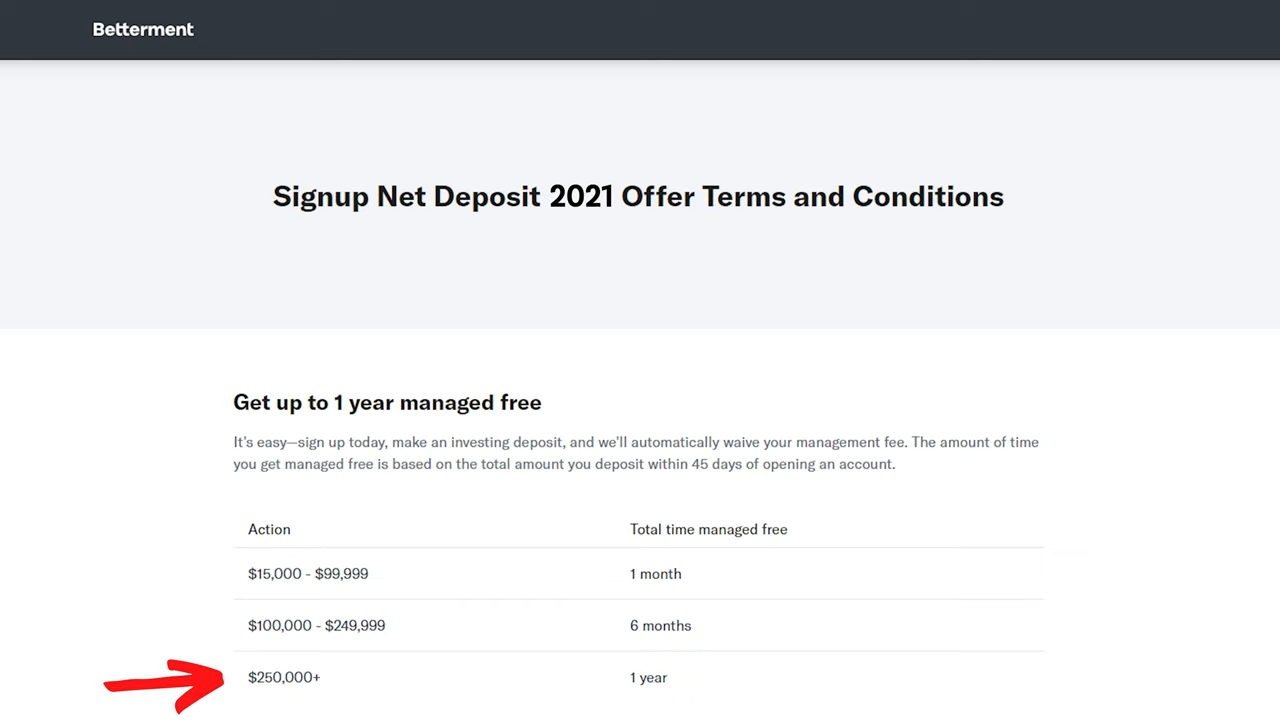 Betterment
Signup Net Deposit 2021 Offer Terms and Conditions
Get up to 1 year managed free
It's easy—sign up today, make an investing deposit, and we'll automatically waive your management fee. The amount of time
you get managed free is based on the total amount you deposit within 45 days of opening an account.
Action Total time managed free
$15,000 - $99,999 1 month
$100,000 - $249,999 6 months
$250,000+ 1 year